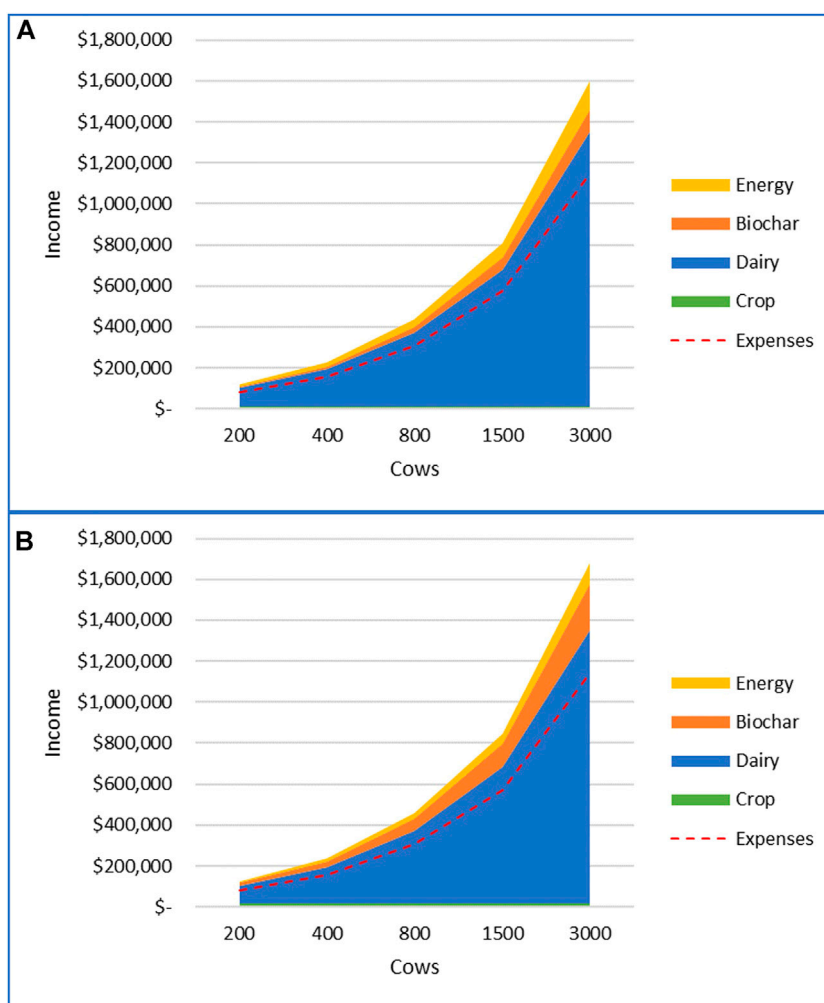 A
$1,800,000
$1,600,000
$1,400,000
$1,200,000
$1,000,000
$800,000
$600,000
$400,000
$200,000
$-
Income
200 400 800 1500 3000
Cows
Energy
Biochar
Dairy
Crop
Expenses
B
$1,800,000
$1,600,000
$1,400,000
$1,200,000
$1,000,000
$800,000
$600,000
$400,000
$200,000
$-
Income
200 400 800 1500 3000
Cows
Energy
Biochar
Dairy
Crop
Expenses